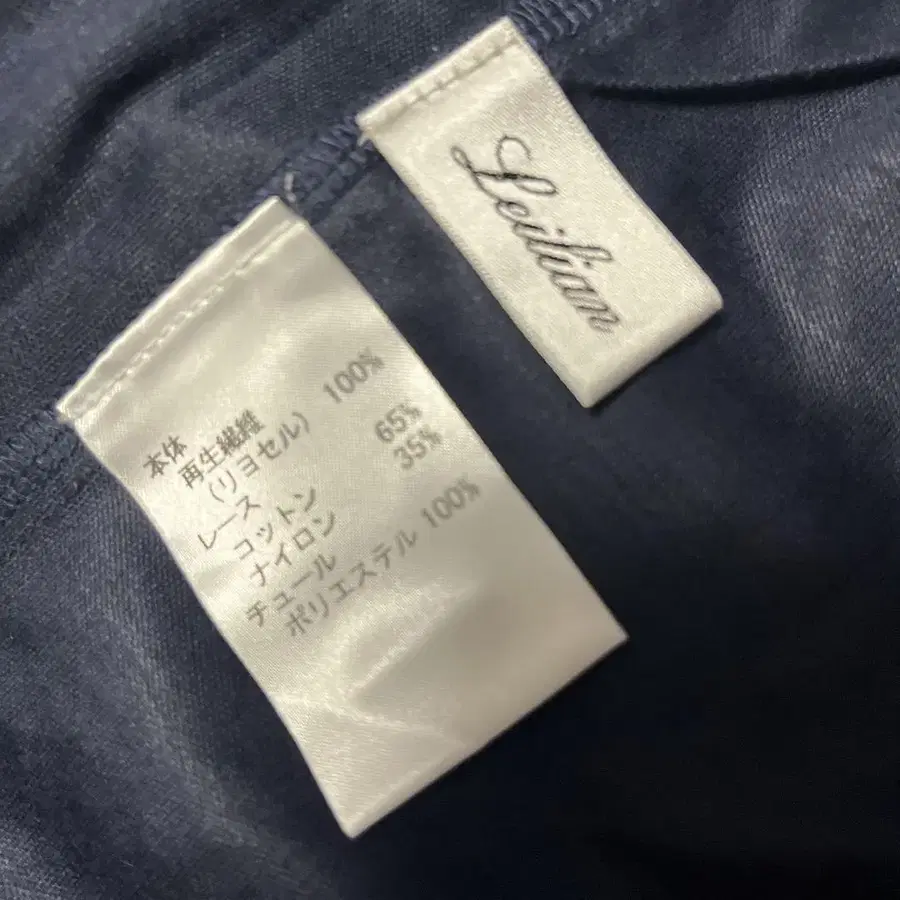 Leilian
本体
再生繊維
(リヨセル) 100%
レース
コットン 65%
ナイロン 35%
チュール
ポリエステル 100%